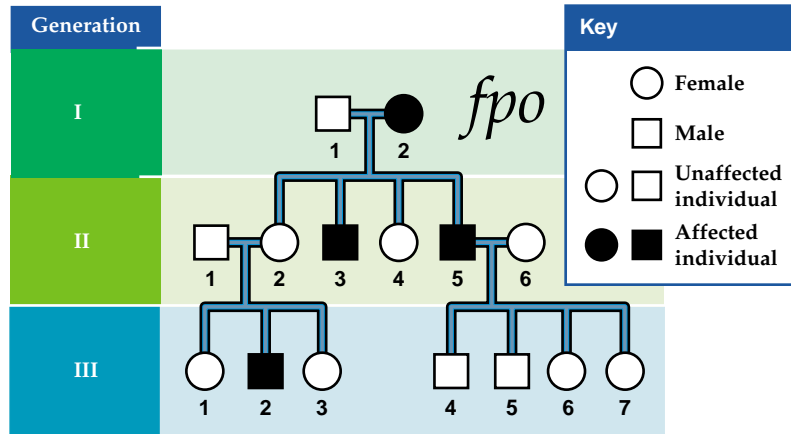 Generation
Key
I
fpo
Female
1 2
Male
Unaffected
individual
II
Affected
individual
1 2 3 4 5 6
III
1 2 3 4 5 6 7